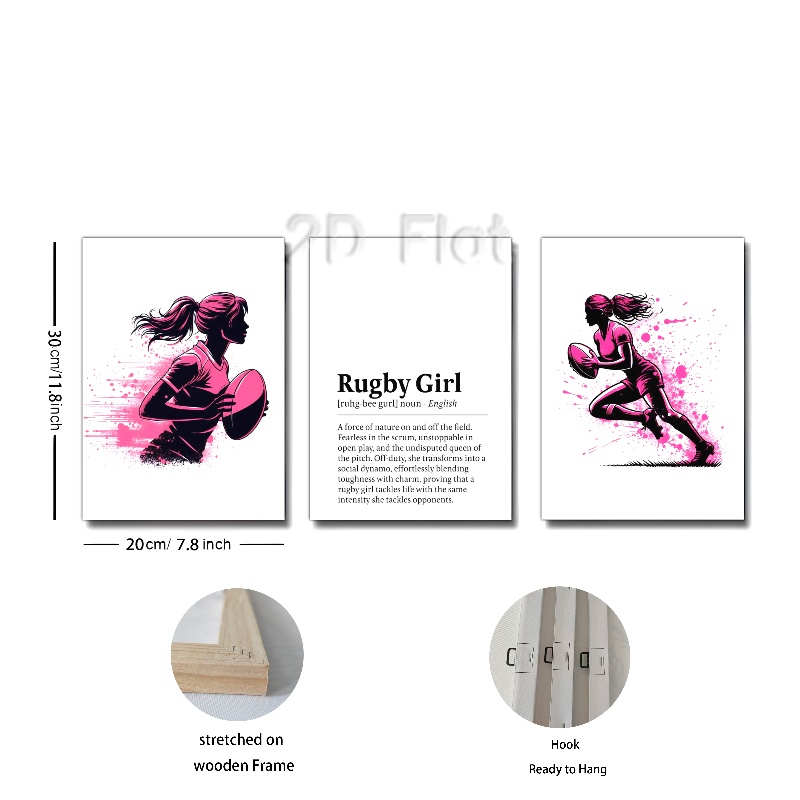 2D Flat
30cm/11.8inch
Rugby Girl
[ruhg-bee gurl] noun - English
A force of nature on and off the field.
Fearless in the scrum, unstoppable in
open play, and the undisputed queen of
the pitch. Off-duty, she transforms into a
social dynamo, effortlessly blending
toughness with charm, proving that a
rugby girl tackles life with the same
intensity she tackles opponents.
20cm/ 7.8 inch
stretched on
wooden Frame
Hook
Ready to Hang